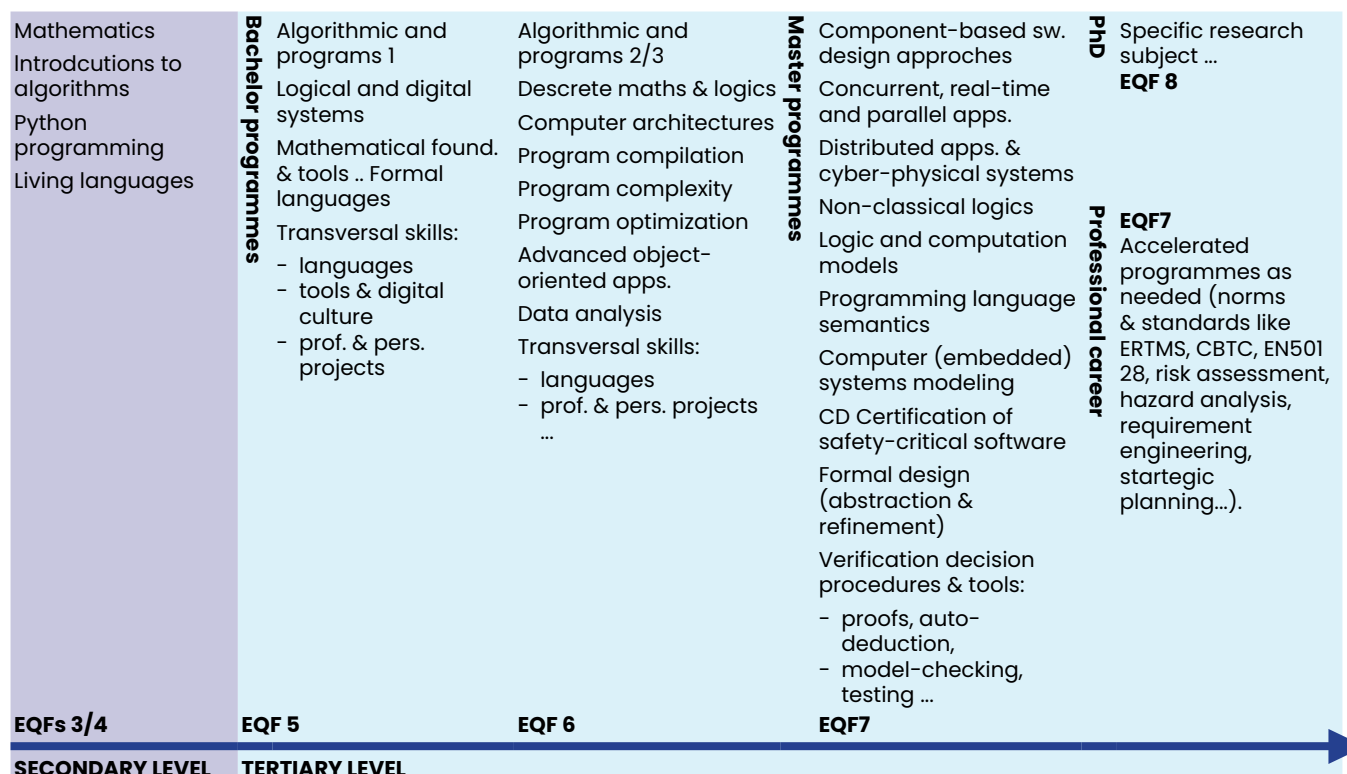 Mathematics
Introdcutions to
algorithms
Python
programming
Living languages
EQFs 3/4
SECONDARY LEVEL
Bachelor programmes
Algorithmic and
programs 1
Logical and digital
systems
Mathematical found.
& tools .. Formal
languages
Transversal skills:
- languages
- tools & digital
culture
- prof. & pers.
projects
EQF 5
Algorithmic and
programs 2/3
Descrete maths & logics
Computer architectures
Program compilation
Program complexity
Program optimization
Advanced object-
oriented apps.
Data analysis
Transversal skills:
- languages
- prof. & pers. projects
...
EQF 6
Master programmes
Component-based sw.
design approches
Concurrent, real-time
and parallel apps.
Distributed apps. &
cyber-physical systems
Non-classical logics
Logic and computation
models
Programming language
semantics
Computer (embedded)
systems modeling
CD Certification of
safety-critical software
Formal design
(abstraction &
refinement)
Verification decision
procedures & tools:
- proofs, auto-
deduction,
- model-checking,
testing ...
EQF7
PhD
Specific research
subject ...
EQF 8
Professional career
EQF7
Accelerated
programmes as
needed (norms
& standards like
ERTMS, CBTC, EN501
28, risk assessment,
hazard analysis,
requirement
engineering,
startegic
planning...).
TERTIARY LEVEL